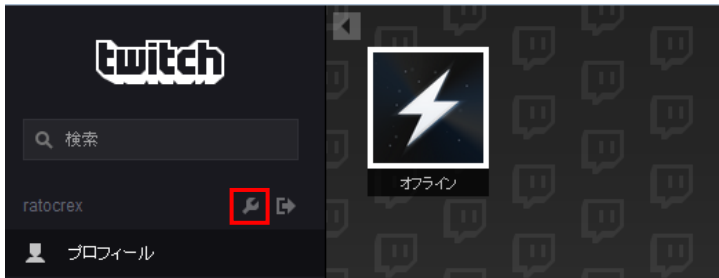 twitch
検索
ratocrex
プロフィール
オフライン